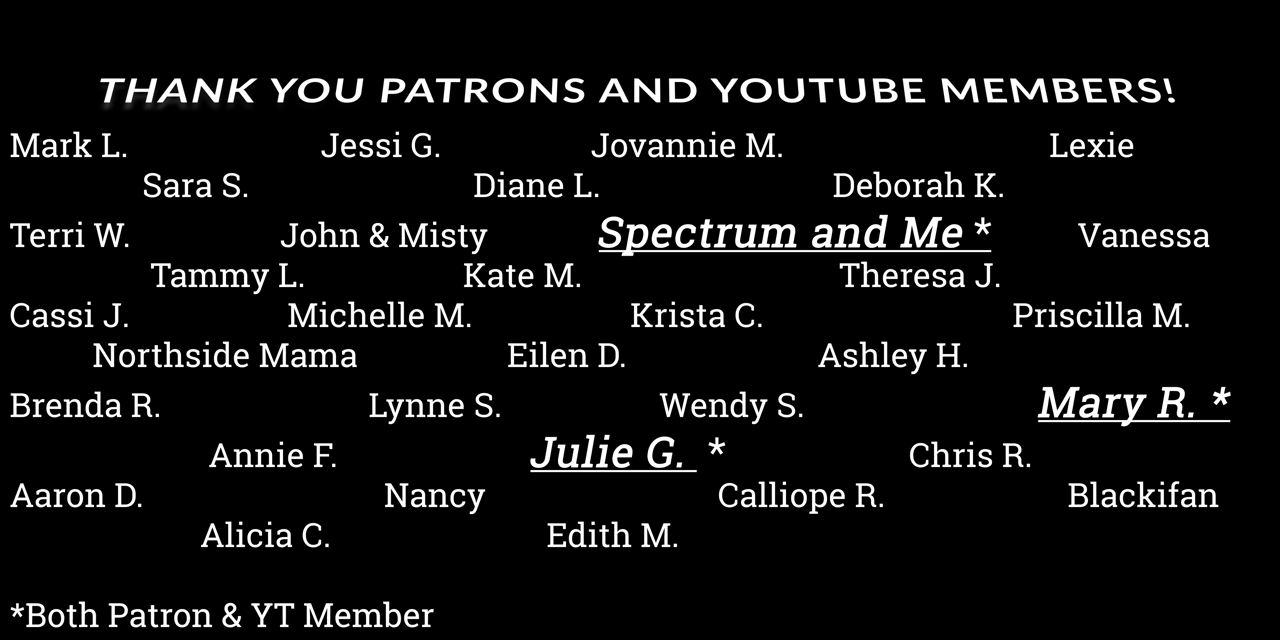 THANK YOU PATRONS AND YOUTUBE MEMBERS!
Mark L. Jessi G. Jovannie M. Lexie
Sara S. Diane L. Deborah K.
Terri W. John & Misty Spectrum and Me * Vanessa
Tammy L. Kate M. Theresa J.
Cassi J. Michelle M. Krista C. Priscilla M.
Northside Mama Eilen D. Ashley H.
Brenda R. Lynne S. Wendy S. Mary R. *
Annie F. Julie G. * Chris R.
Aaron D. Nancy Calliope R. Blackifan
Alicia C. Edith M.
*Both Patron & YT Member